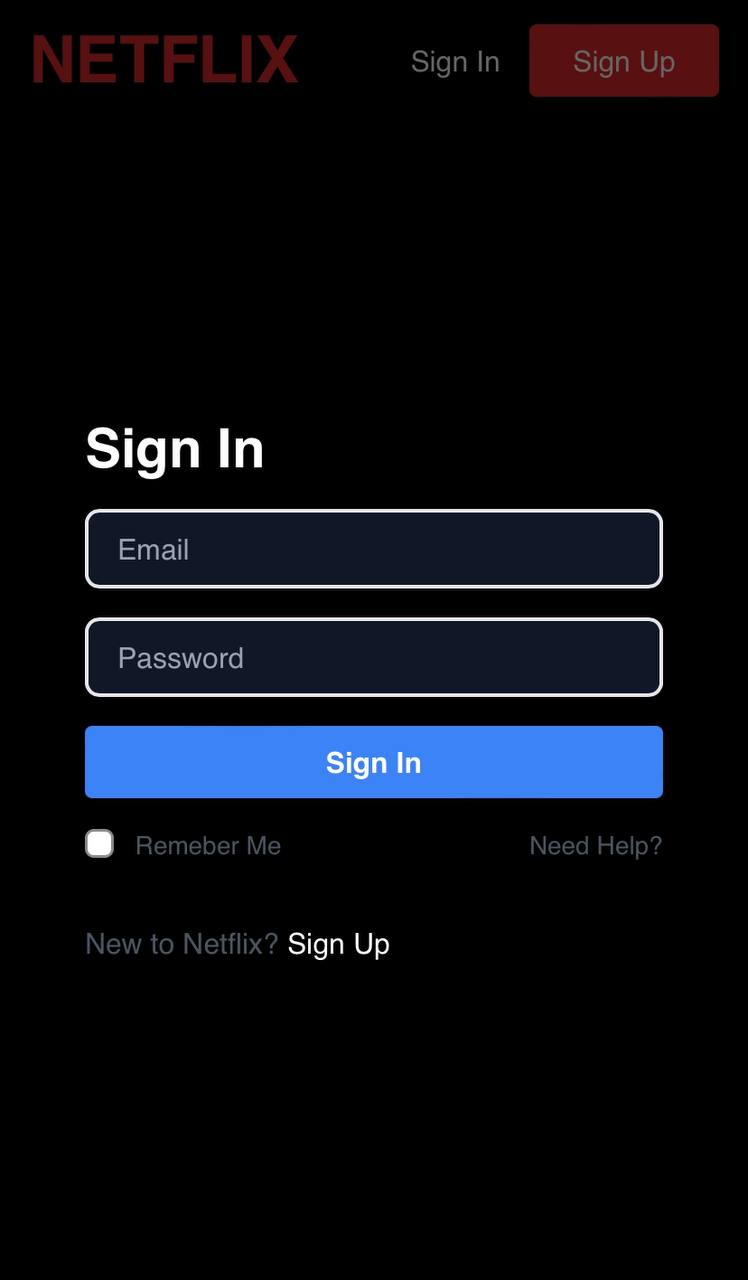 NETFLIX
Sign In
Sign Up
Sign In
Email
Password
Sign In
Remeber Me
Need Help?
New to Netflix? Sign Up